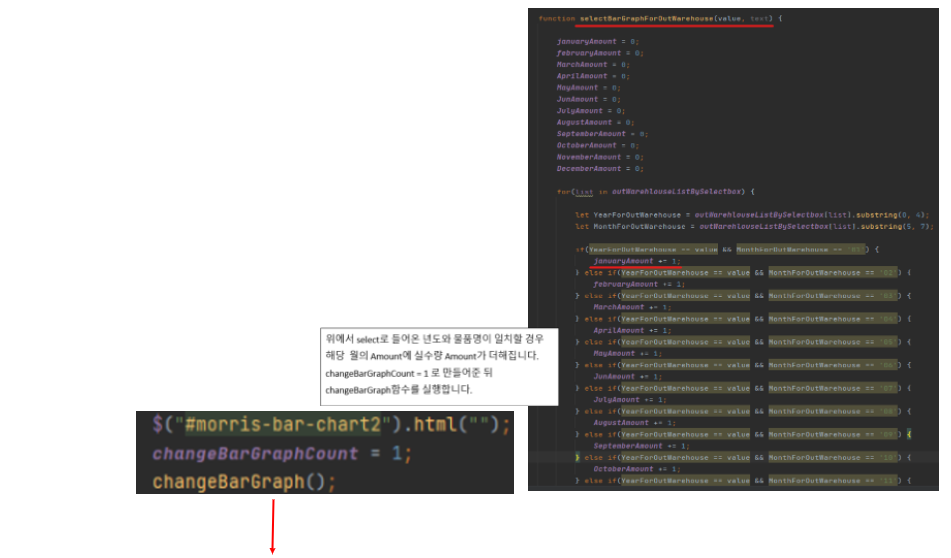 function selectBarGraphForOutWarehouse(value, text) {
januaryAmount = 0;
februaryAmount = 0;
MarchAmount = 0;
AprilAmount = 0;
MayAmount = 0;
JunAmount = 0;
JulyAmount = 0;
AugustAmount = 0;
SeptemberAmount = 0;
OctoberAmount = 0;
NovemberAmount = 0;
DecemberAmount = 0;
for(list in outWarehlouseListBySelectbox) {
let YearForOutWarehouse = outWarehlouseListBySelectbox[list].substring(0, 4);
let MonthForOutWarehouse = outWarehlouseListBySelectbox[list].substring(5, 7);
if(YearForOutWarehouse == value && MonthForOutWarehouse == '01') {
januaryAmount += 1;
} else if(YearForOutWarehouse == value && MonthForOutWarehouse == '02') {
februaryAmount += 1;
} else if(YearForOutWarehouse == value && MonthForOutWarehouse == '03') {
MarchAmount += 1;
} else if(YearForOutWarehouse == value && MonthForOutWarehouse == '04') {
AprilAmount += 1;
} else if(YearForOutWarehouse == value && MonthForOutWarehouse == '05') {
MayAmount += 1;
} else if(YearForOutWarehouse == value && MonthForOutWarehouse == '06') {
JunAmount += 1;
} else if(YearForOutWarehouse == value && MonthForOutWarehouse == '07') {
JulyAmount += 1;
} else if(YearForOutWarehouse == value && MonthForOutWarehouse == '08') {
AugustAmount += 1;
} else if(YearForOutWarehouse == value && MonthForOutWarehouse == '09') {
SeptemberAmount += 1;
} else if(YearForOutWarehouse == value && MonthForOutWarehouse == '10') {
OctoberAmount += 1;
} else if(YearForOutWarehouse == value && MonthForOutWarehouse == '11') {
위에서 select로 들어온 년도와 물품명이 일치할 경우
해당 월의 Amount에 실수량 Amount가 더해집니다.
changeBarGraphCount = 1 로 만들어준 뒤
changeBarGraph함수를 실행합니다.
$("#morris-bar-chart2").html("");
changeBarGraphCount = 1;
changeBarGraph();